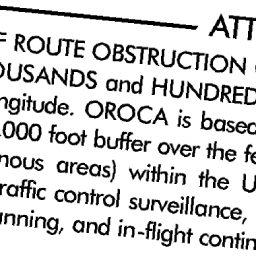 ATT
F ROUTE OBSTRUCTION
OUSANDS and HUNDRED
ngitude. OROCA is based
000 foot buffer over the fe
nous areas) within the U
raffic control surveillance,
anning, and in-flight contin